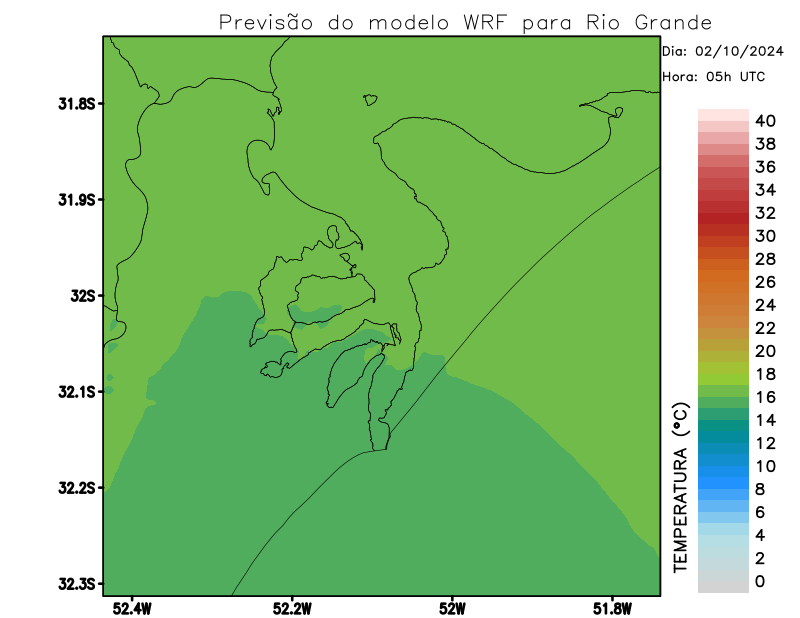 Previsão do modelo WRF para Rio Grande
Dia: 02/10/2024
Hora: 05h UTC
31.8S
31.9S
32S
32.1S
32.2S
32.3S
52.4W
52.2W
52W
51.8W
TEMPERATURA (°C)
40
38
36
34
32
30
28
26
24
22
20
18
16
14
12
10
8
6
4
2
0